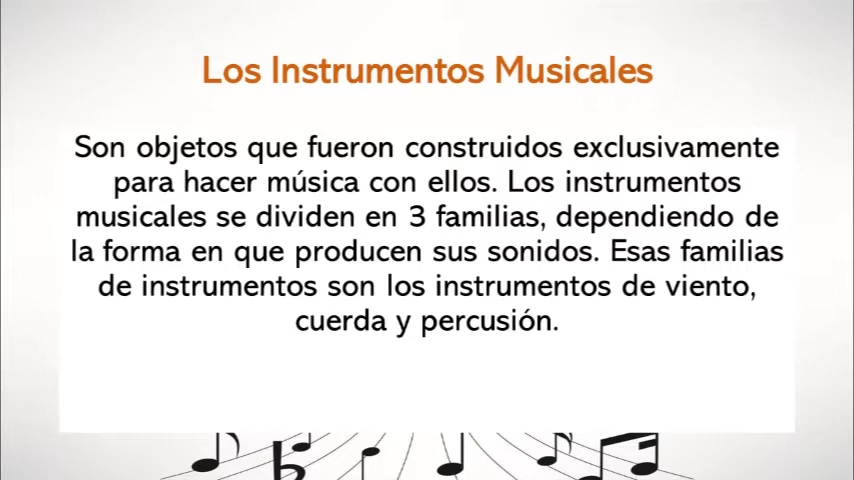 Los Instrumentos Musicales
Son objetos que fueron construidos exclusivamente
para hacer música con ellos. Los instrumentos
musicales se dividen en 3 familias, dependiendo de
la forma en que producen sus sonidos. Esas familias
de instrumentos son los instrumentos de viento,
cuerda y percusión.